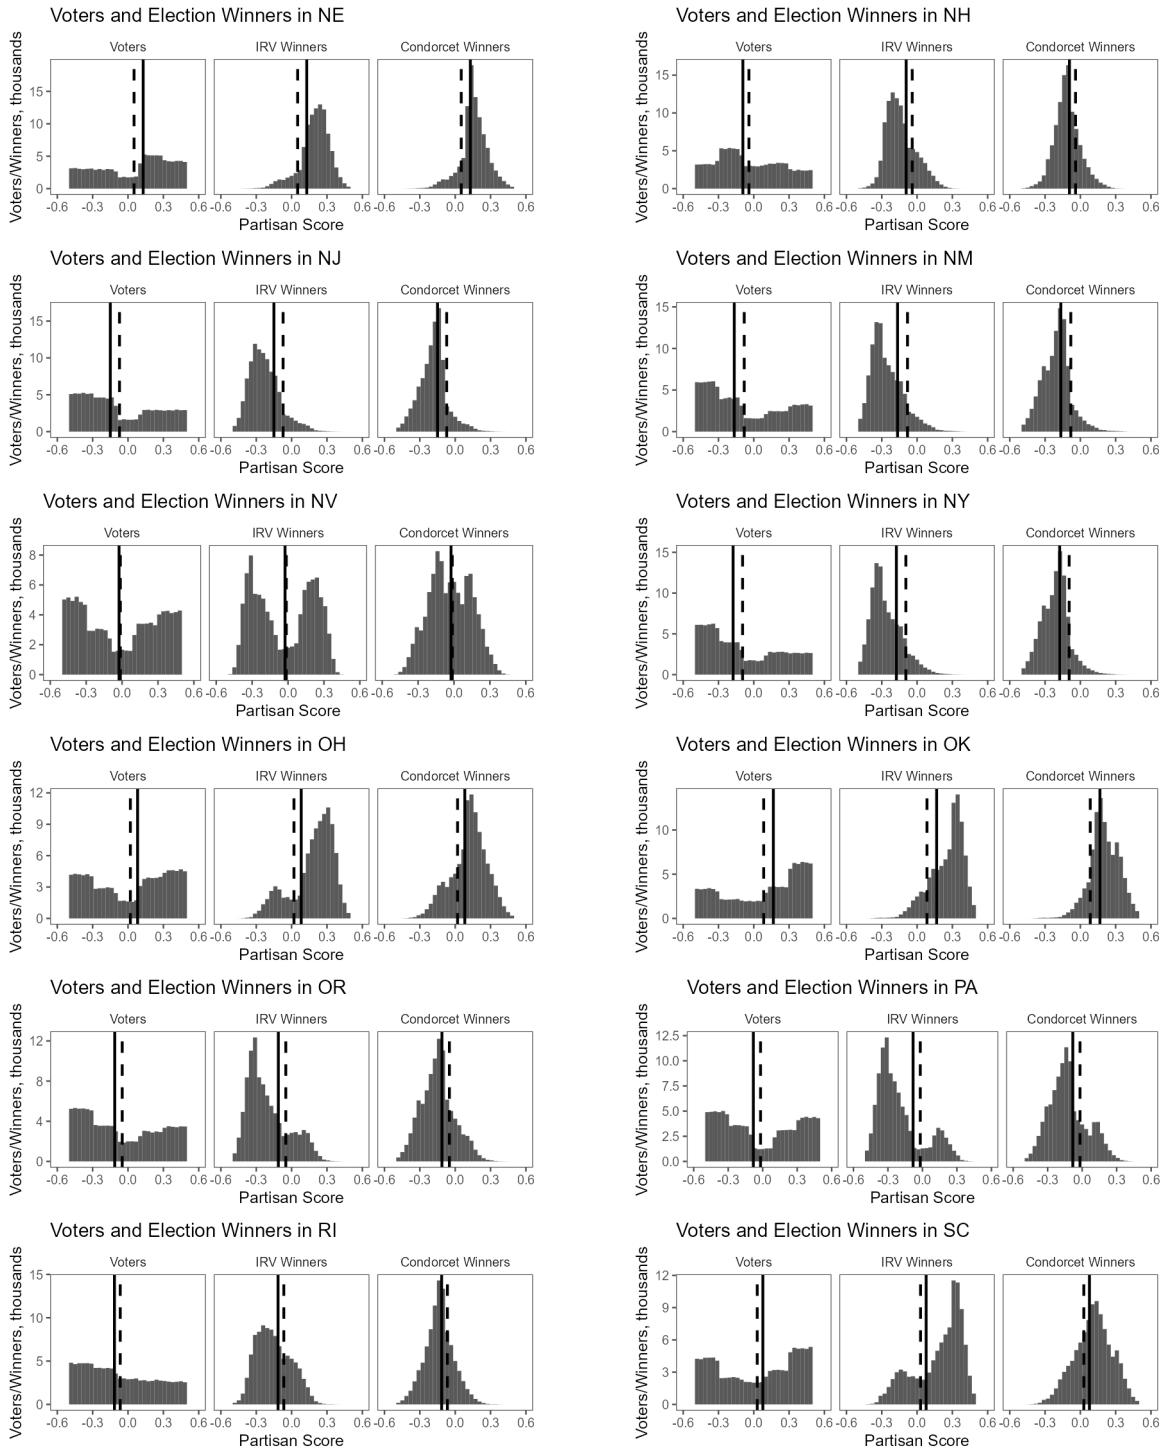 Voters and Election Winners in NE
Voters IRV Winners Condorcet Winners
Voters/Winners, thousands
15
10
5
0
-0.6 -0.3 0.0 0.3 0.6 -0.6 -0.3 0.0 0.3 0.6 -0.6 -0.3 0.0 0.3 0.6
Partisan Score
Voters and Election Winners in NH
Voters IRV Winners Condorcet Winners
Voters/Winners, thousands
15
10
5
0
-0.6 -0.3 0.0 0.3 0.6 -0.6 -0.3 0.0 0.3 0.6 -0.6 -0.3 0.0 0.3 0.6
Partisan Score
Voters and Election Winners in NJ
Voters IRV Winners Condorcet Winners
Voters/Winners, thousands
15
10
5
0
-0.6 -0.3 0.0 0.3 0.6 -0.6 -0.3 0.0 0.3 0.6 -0.6 -0.3 0.0 0.3 0.6
Partisan Score
Voters and Election Winners in NM
Voters IRV Winners Condorcet Winners
Voters/Winners, thousands
15
10
5
0
-0.6 -0.3 0.0 0.3 0.6 -0.6 -0.3 0.0 0.3 0.6 -0.6 -0.3 0.0 0.3 0.6
Partisan Score
Voters and Election Winners in NV
Voters IRV Winners Condorcet Winners
Voters/Winners, thousands
8
6
4
2
0
-0.6 -0.3 0.0 0.3 0.6 -0.6 -0.3 0.0 0.3 0.6 -0.6 -0.3 0.0 0.3 0.6
Partisan Score
Voters and Election Winners in NY
Voters IRV Winners Condorcet Winners
Voters/Winners, thousands
15
10
5
0
-0.6 -0.3 0.0 0.3 0.6 -0.6 -0.3 0.0 0.3 0.6 -0.6 -0.3 0.0 0.3 0.6
Partisan Score
Voters and Election Winners in OH
Voters IRV Winners Condorcet Winners
Voters/Winners, thousands
12
9
6
3
0
-0.6 -0.3 0.0 0.3 0.6 -0.6 -0.3 0.0 0.3 0.6 -0.6 -0.3 0.0 0.3 0.6
Partisan Score
Voters and Election Winners in OK
Voters IRV Winners Condorcet Winners
Voters/Winners, thousands
10
5
0
-0.6 -0.3 0.0 0.3 0.6 -0.6 -0.3 0.0 0.3 0.6 -0.6 -0.3 0.0 0.3 0.6
Partisan Score
Voters and Election Winners in OR
Voters IRV Winners Condorcet Winners
Voters/Winners, thousands
12
8
4
0
-0.6 -0.3 0.0 0.3 0.6 -0.6 -0.3 0.0 0.3 0.6 -0.6 -0.3 0.0 0.3 0.6
Partisan Score
Voters and Election Winners in PA
Voters IRV Winners Condorcet Winners
Voters/Winners, thousands
12.5
10.0
7.5
5.0
2.5
0.0
-0.6 -0.3 0.0 0.3 0.6 -0.6 -0.3 0.0 0.3 0.6 -0.6 -0.3 0.0 0.3 0.6
Partisan Score
Voters and Election Winners in RI
Voters IRV Winners Condorcet Winners
Voters/Winners, thousands
15
10
5
0
-0.6 -0.3 0.0 0.3 0.6 -0.6 -0.3 0.0 0.3 0.6 -0.6 -0.3 0.0 0.3 0.6
Partisan Score
Voters and Election Winners in SC
Voters IRV Winners Condorcet Winners
Voters/Winners, thousands
12
9
6
3
0
-0.6 -0.3 0.0 0.3 0.6 -0.6 -0.3 0.0 0.3 0.6 -0.6 -0.3 0.0 0.3 0.6
Partisan Score